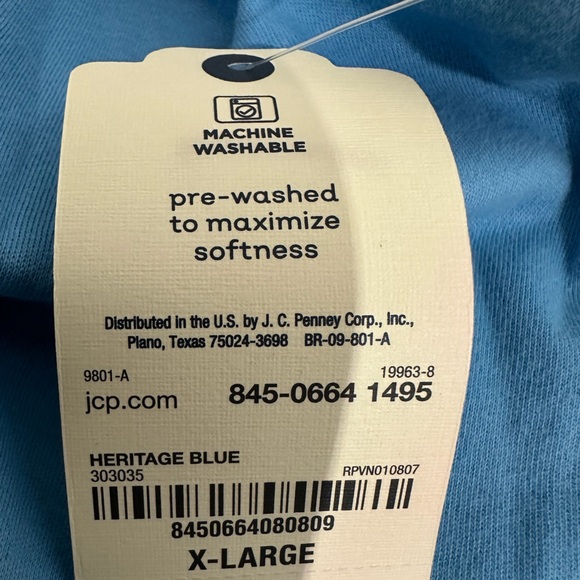 MACHINE
WASHABLE
pre-washed
to maximize
softness
Distributed in the U.S. by J. C. Penney Corp., Inc.,
Plano, Texas 75024-3698 BR-09-801-A
9801-A 19963-8
jcp.com 845-0664 1495
HERITAGE BLUE
303035 RPVN010807
8450664080809
X-LARGE